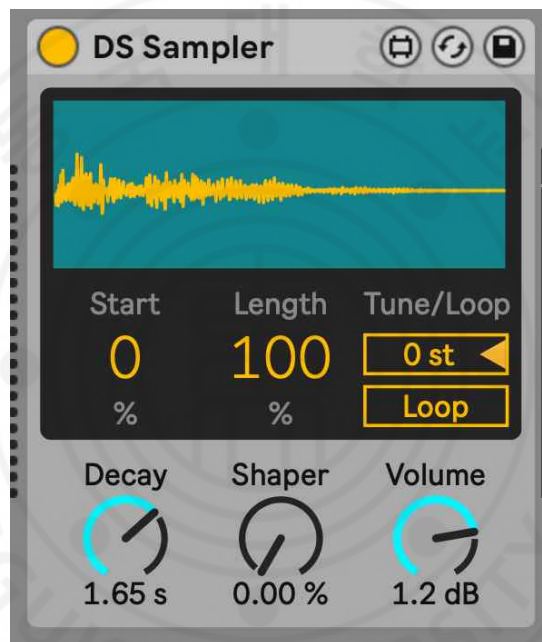 DS Sampler
Start Length Tune/Loop
0 100 0 st
% % Loop
Decay Shaper Volume
1.65 s 0.00 % 1.2 dB